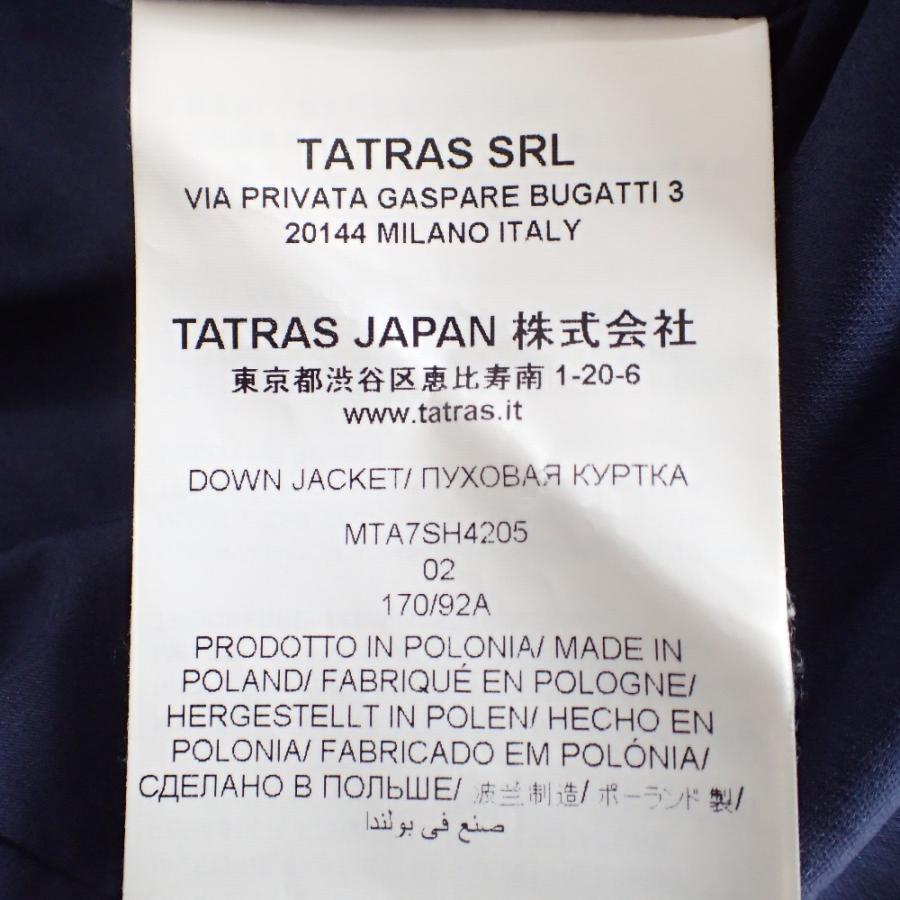 TATRAS SRL
VIA PRIVATA GASPARE BUGATTI 3
20144 MILANO ITALY
TATRAS JAPAN 株式会社
東京都渋谷区恵比寿南 1-20-6
www.tatras.it
DOWN JACKET/ ПУХОВАЯ КУРТКА
MTA7SH4205
02
170/92A
PRODOTTO IN POLONIA/ MADE IN
POLAND/ FABRIQUÉ EN POLOGNE/
HERGESTELLT IN POLEN/ HECHO EN
POLONIA/ FABRICADO EM POLÓNIA/
СДЕЛАНО В ПОЛЬШЕ/ 波兰制造/ ポーランド製/
صنع في بولندا